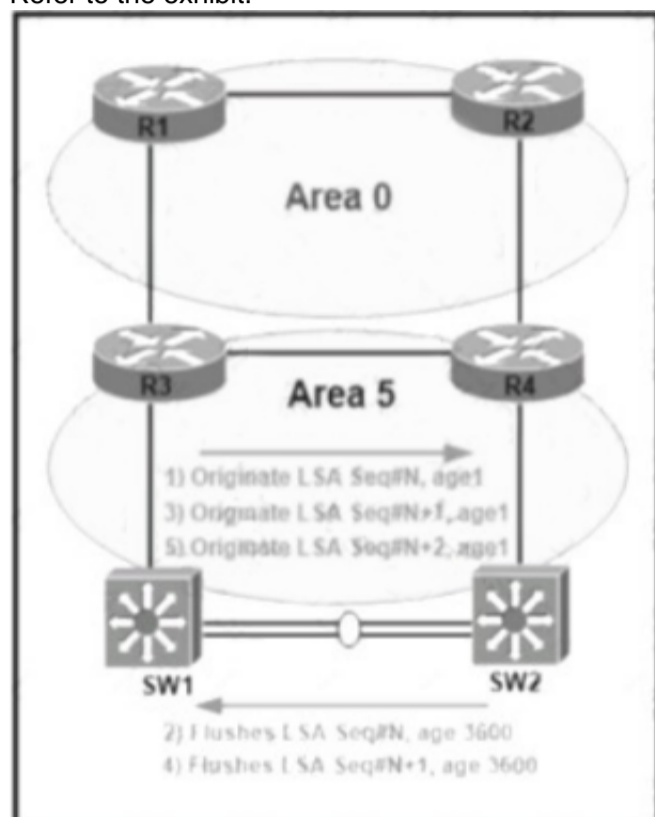 Refer to the exhibit.
R1
R2
Area 0
R3
R4
Area 5
1) Originate LSA Seq#N, age1
3) Originate LSA Seq#N+1, age1
5) Originate LSA Seq#N+2, age1
SW1
SW2
2) Flushes LSA Seq#N, age 3600
4) Flushes LSA Seq#N+1, age 3600